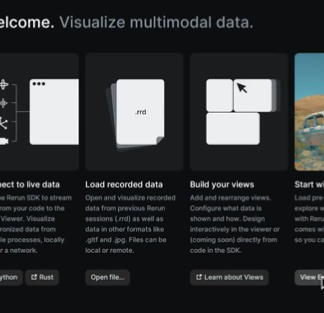 elcome. Visualize multimodal data.
.rrd
ect to live data
e Rerun SDK to stream
rom your code to the
Viewer. Visualize
ronized data from
le processes, locally
r a network.
ython
Rust
Load recorded data
Open and visualize recorded
data from previous Rerun
sessions (.rrd) as well as
data in other formats like
.gltf and .jpg. Files can be
local or remote.
Open file...
Build your views
Add and rearrange views.
Configure what data is
shown and how. Design
interactively in the viewer or
(coming soon) directly from
code in the SDK.
Learn about Views
Start wi
Load pre
explore w
with Reru
comes wi
so you ca
View E